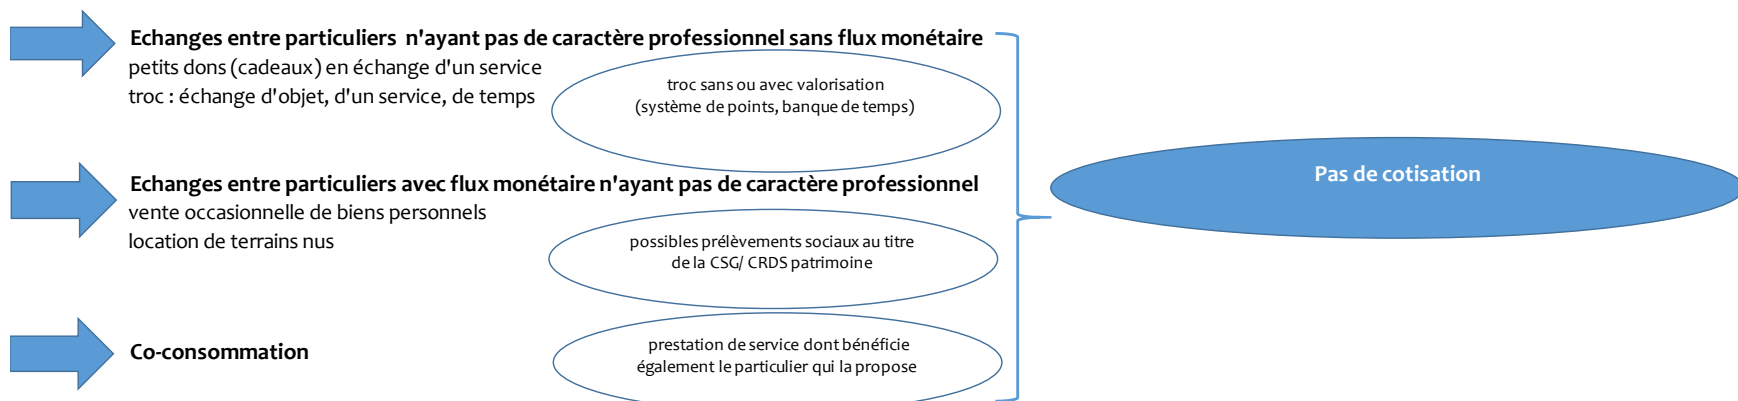 Echanges entre particuliers n'ayant pas de caractère professionnel sans flux monétaire
petits dons (cadeaux) en échange d'un service
troc : échange d'objet, d'un service, de temps
troc sans ou avec valorisation
(système de points, banque de temps)
Echanges entre particuliers avec flux monétaire n'ayant pas de caractère professionnel
vente occasionnelle de biens personnels
location de terrains nus
possibles prélèvements sociaux au titre
de la CSG/ CRDS patrimoine
Co-consommation
prestation de service dont bénéficie
également le particulier qui la propose
Pas de cotisation